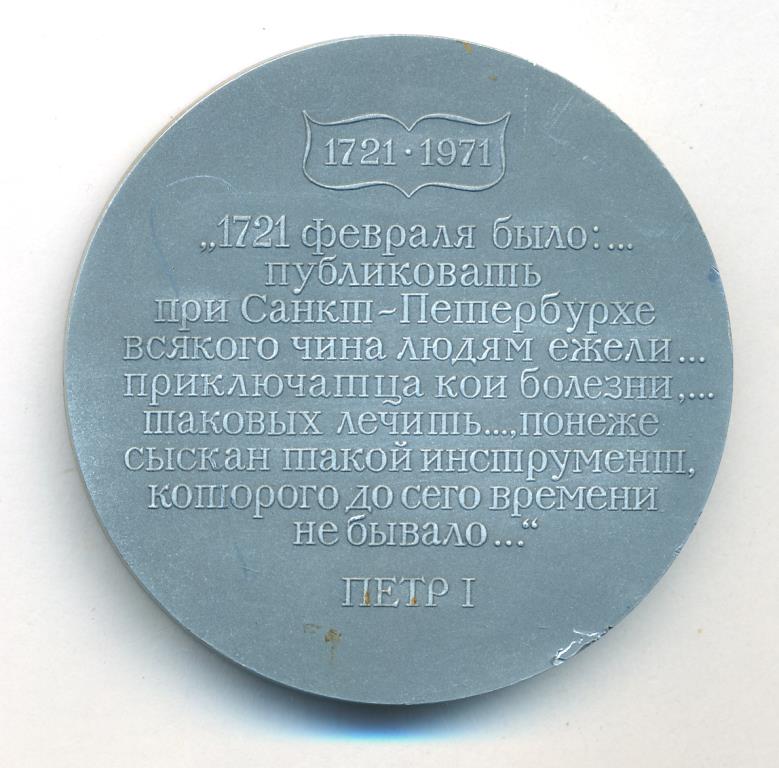 1721·1971
„1721 февраля было:...
публиковать
при Санкт-Петербурхе
всякого чина людям ежели...
приключатца кои болезни,...
таковых лечить...,понеже
сыскан такой инструмент,
которого до сего времени
не бывало...“
ПЕТР I